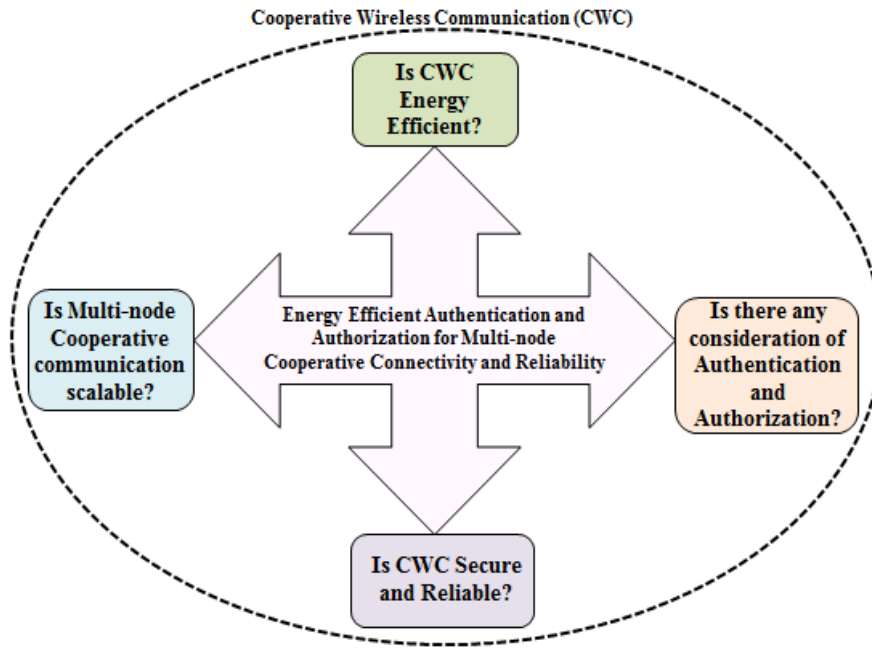 Cooperative Wireless Communication (CWC)
Is CWC
Energy
Efficient?
Is Multi-node
Cooperative
communication
scalable?
Energy Efficient Authentication and
Authorization for Multi-node
Cooperative Connectivity and Reliability
Is there any
consideration of
Authentication
and
Authorization?
Is CWC Secure
and Reliable?